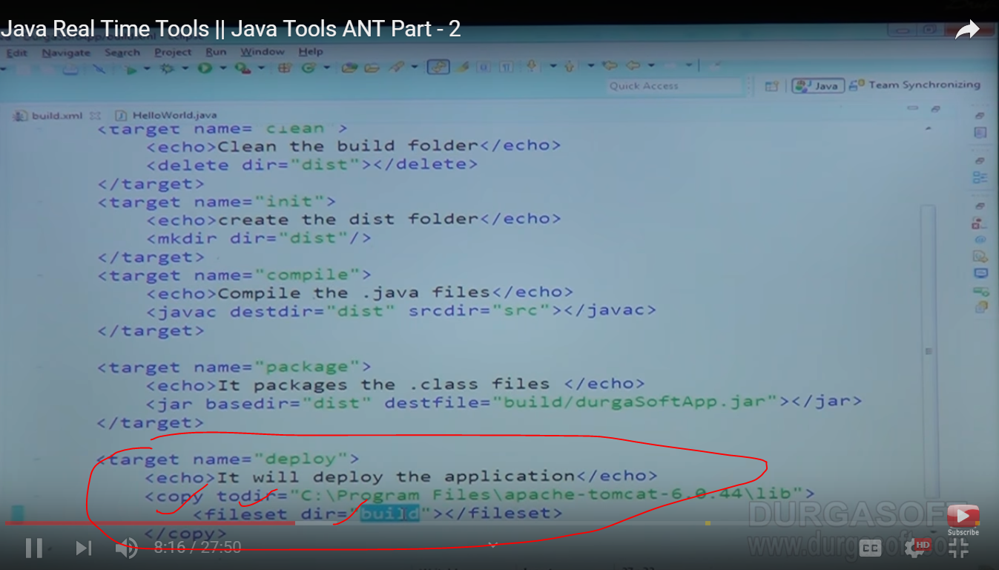 Java Real Time Tools || Java Tools ANT Part - 2
Edit Navigate Search Project Run Window Help
Quick Access
Java
Team Synchronizing
build.xml
HelloWorld.java
<target name="clean">
<echo>Clean the build folder</echo>
<delete dir="dist"></delete>
</target>
<target name="init">
<echo>create the dist folder</echo>
<mkdir dir="dist"/>
</target>
<target name="compile">
<echo>Compile the .java files</echo>
<javac destdir="dist" srcdir="src"></javac>
</target>
<target name="package">
<echo>It packages the .class files </echo>
<jar basedir="dist" destfile="build/durgaSoftApp.jar"></jar>
</target>
<target name="deploy">
<echo>It will deploy the application</echo>
<copy todir="C:\Program Files\apache-tomcat-6.0.44\lib">
<fileset dir="build"></fileset>
</copy>
DURGASOFT
Subscribe
8:16 / 27:50
CC
HD